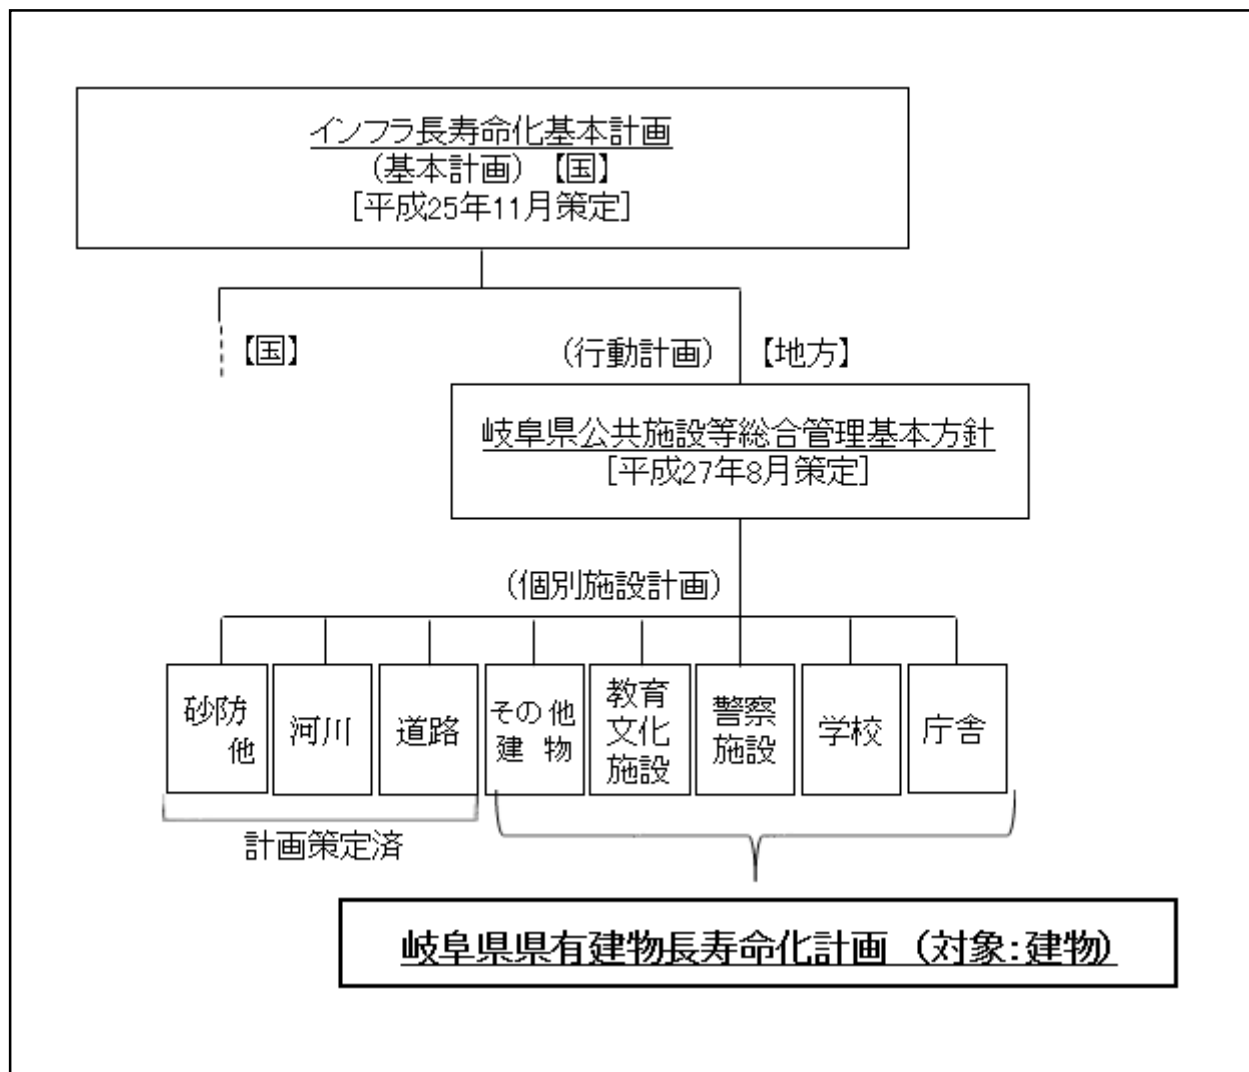 インフラ長寿命化基本計画
(基本計画)【国】
[平成25年11月策定]
【国】
(行動計画)
【地方】
岐阜県公共施設等総合管理基本方針
[平成27年8月策定]
(個別施設計画)
砂防
他
河川
道路
その他
建物
教育
文化
施設
警察
施設
学校
庁舎
計画策定済
岐阜県県有建物長寿命化計画 (対象:建物)